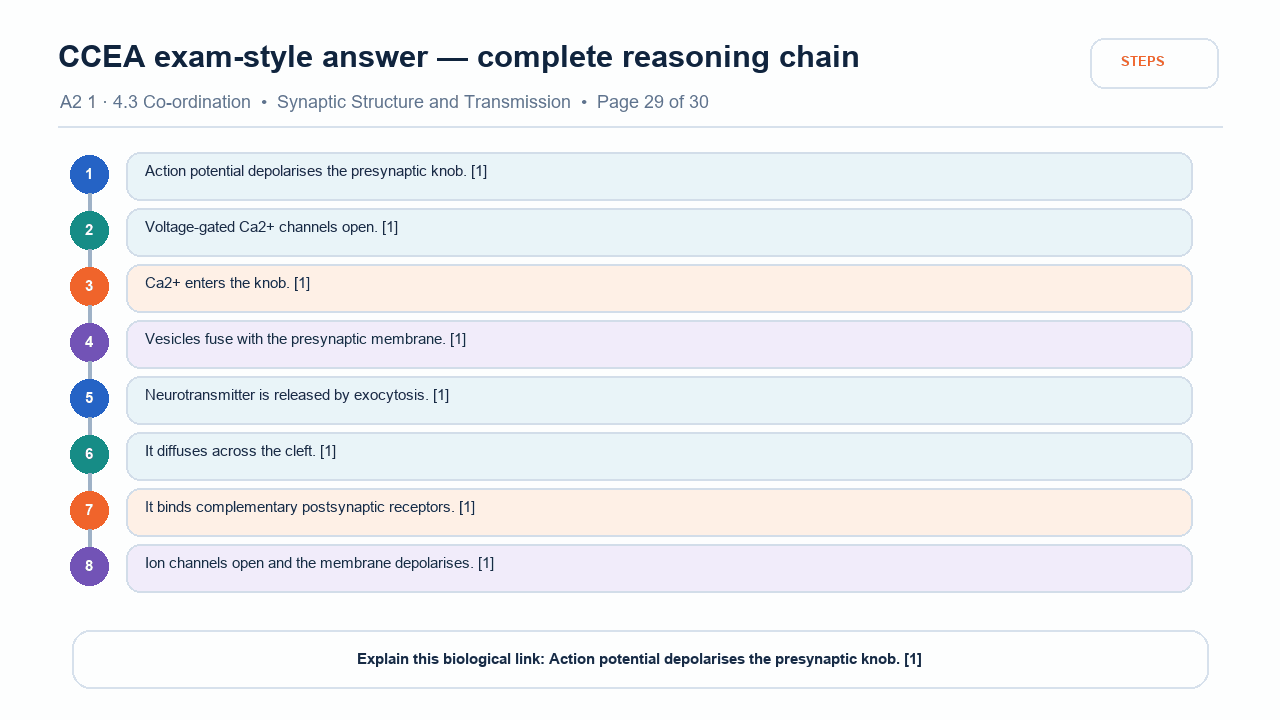 CCEA exam-style answer — complete reasoning chain
STEPS
A2 1 · 4.3 Co-ordination • Synaptic Structure and Transmission • Page 29 of 30
1 Action potential depolarises the presynaptic knob. [1]
2 Voltage-gated Ca2+ channels open. [1]
3 Ca2+ enters the knob. [1]
4 Vesicles fuse with the presynaptic membrane. [1]
5 Neurotransmitter is released by exocytosis. [1]
6 It diffuses across the cleft. [1]
7 It binds complementary postsynaptic receptors. [1]
8 Ion channels open and the membrane depolarises. [1]
Explain this biological link: Action potential depolarises the presynaptic knob. [1]